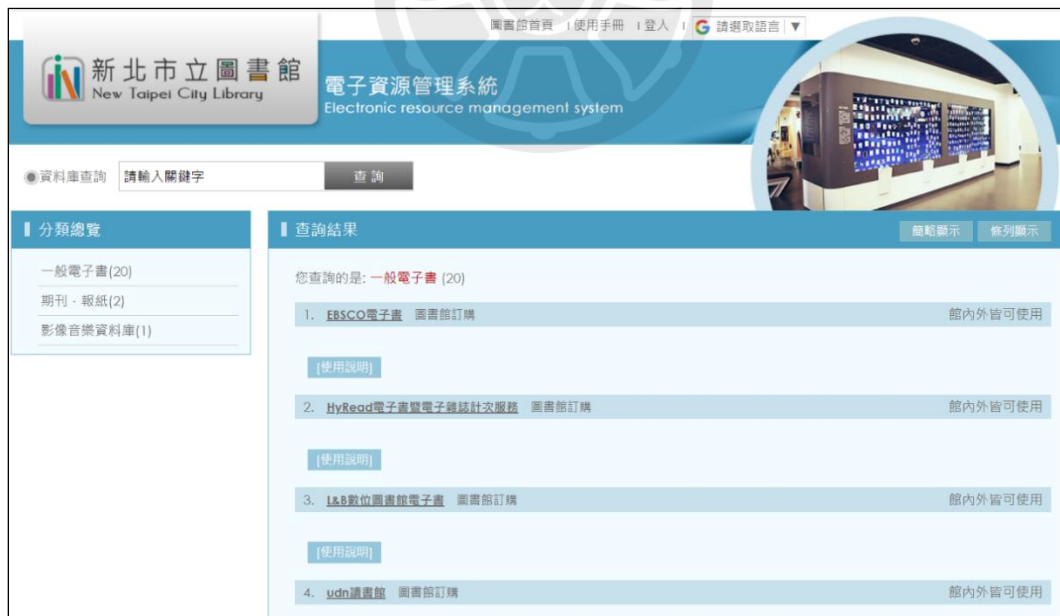 圖書館首頁 | 使用手冊 | 登入 | G 請選取語言 | ▼
新北市立圖書館
New Taipei City Library
電子資源管理系統
Electronic resource management system
資料庫查詢 請輸入關鍵字 查詢
分類總覽
一般電子書(20)
期刊．報紙(2)
影像音樂資料庫(1)
查詢結果 簡略顯示 條列顯示
您查詢的是: 一般電子書 (20)
1. EBSCO電子書 圖書館訂購 館內外皆可使用
[使用說明]
2. HyRead電子書暨電子雜誌計次服務 圖書館訂購 館內外皆可使用
[使用說明]
3. L&B數位圖書館電子書 圖書館訂購 館內外皆可使用
[使用說明]
4. udn讀書館 圖書館訂購 館內外皆可使用